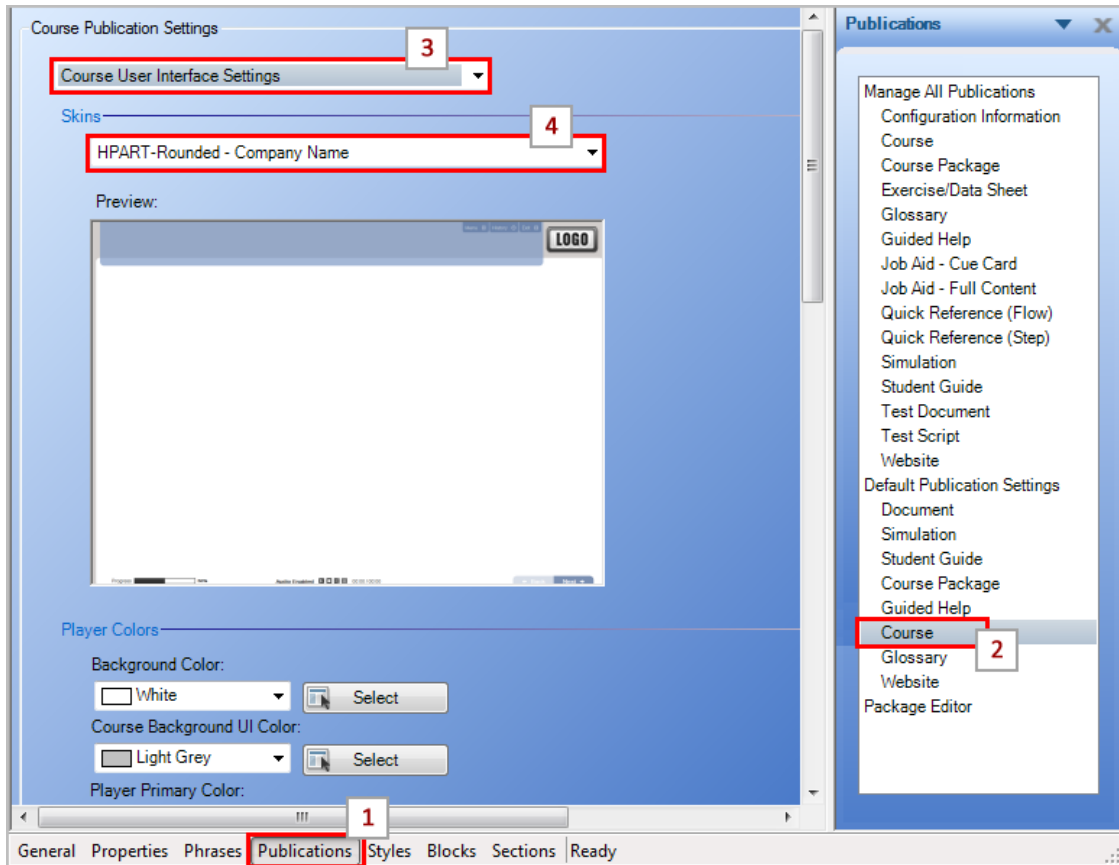 Course Publication Settings
3
Course User Interface Settings
Skins
4
HPART-Rounded - Company Name
Preview:
LOGO
Progress
Audio Enabled
Next
Player Colors
Background Color:
White
Select
Course Background UI Color:
Light Grey
Select
Player Primary Color:
1
General Properties Phrases Publications Styles Blocks Sections Ready
Publications
Manage All Publications
Configuration Information
Course
Course Package
Exercise/Data Sheet
Glossary
Guided Help
Job Aid - Cue Card
Job Aid - Full Content
Quick Reference (Flow)
Quick Reference (Step)
Simulation
Student Guide
Test Document
Test Script
Website
Default Publication Settings
Document
Simulation
Student Guide
Course Package
Guided Help
Course
2
Glossary
Website
Package Editor